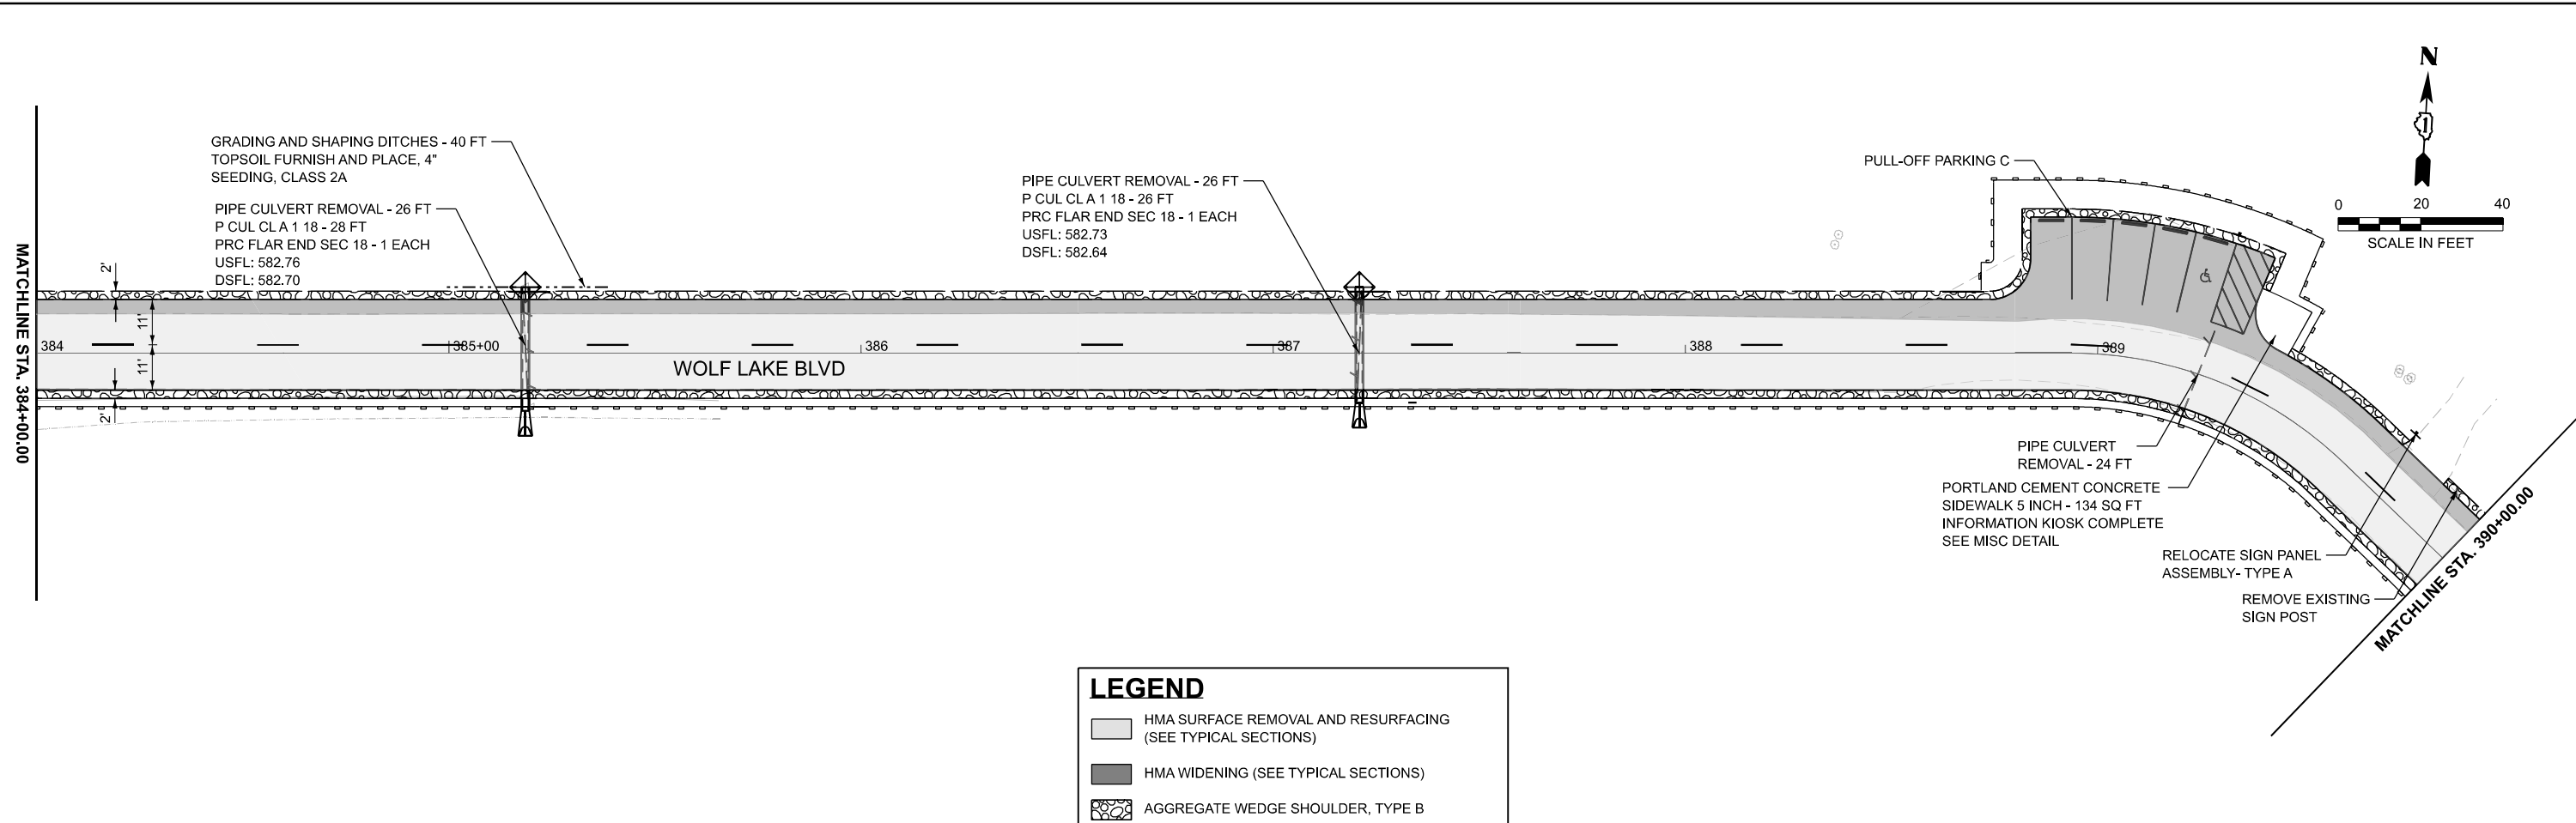 GRADING AND SHAPING DITCHES - 40 FT
TOPSOIL FURNISH AND PLACE, 4"
SEEDING, CLASS 2A
PIPE CULVERT REMOVAL - 26 FT
P CUL CL A 1 18 - 28 FT
PRC FLAR END SEC 18 - 1 EACH
USFL: 582.76
DSFL: 582.70
PIPE CULVERT REMOVAL - 26 FT
P CUL CL A 1 18 - 26 FT
PRC FLAR END SEC 18 - 1 EACH
USFL: 582.73
DSFL: 582.64
PULL-OFF PARKING C
N
1
0 20 40
SCALE IN FEET
MATCHLINE STA. 384+00.00
2'
11'
11'
2'
384
385+00
386
387
388
389
WOLF LAKE BLVD
PIPE CULVERT
REMOVAL - 24 FT
PORTLAND CEMENT CONCRETE
SIDEWALK 5 INCH - 134 SQ FT
INFORMATION KIOSK COMPLETE
SEE MISC DETAIL
RELOCATE SIGN PANEL
ASSEMBLY- TYPE A
REMOVE EXISTING
SIGN POST
MATCHLINE STA. 390+00.00
LEGEND
HMA SURFACE REMOVAL AND RESURFACING
(SEE TYPICAL SECTIONS)
HMA WIDENING (SEE TYPICAL SECTIONS)
AGGREGATE WEDGE SHOULDER, TYPE B